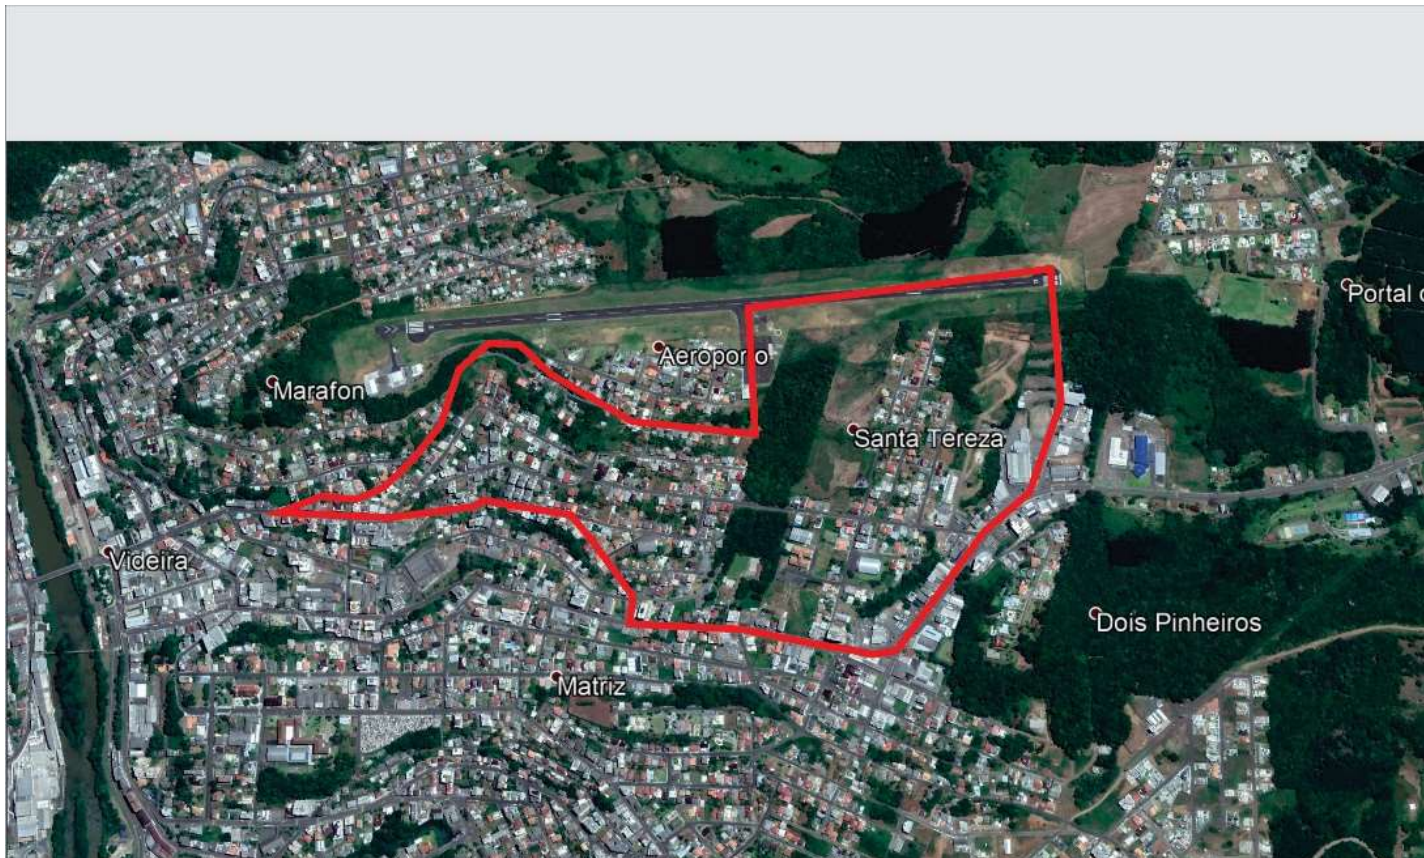 Portal
Aeroporto
Marafon
Santa Tereza
Videira
Dois Pinheiros
Matriz